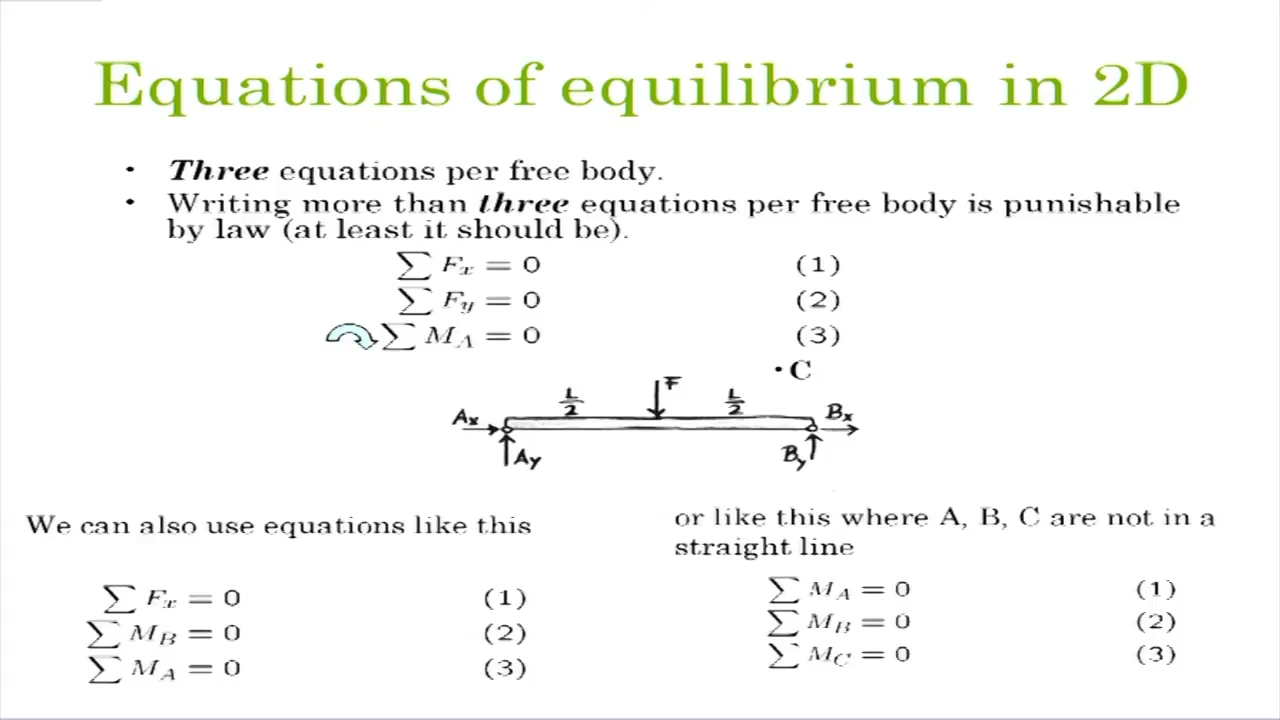 Equations of equilibrium in 2D
• Three equations per free body.
• Writing more than three equations per free body is punishable
by law (at least it should be).
∑ Fx = 0 (1)
∑ Fy = 0 (2)
∑ MA = 0 (3)
• C
L/2 F L/2
Ax Bx
Ay By
We can also use equations like this
∑ Fx = 0 (1)
∑ MB = 0 (2)
∑ MA = 0 (3)
or like this where A, B, C are not in a
straight line
∑ MA = 0 (1)
∑ MB = 0 (2)
∑ MC = 0 (3)